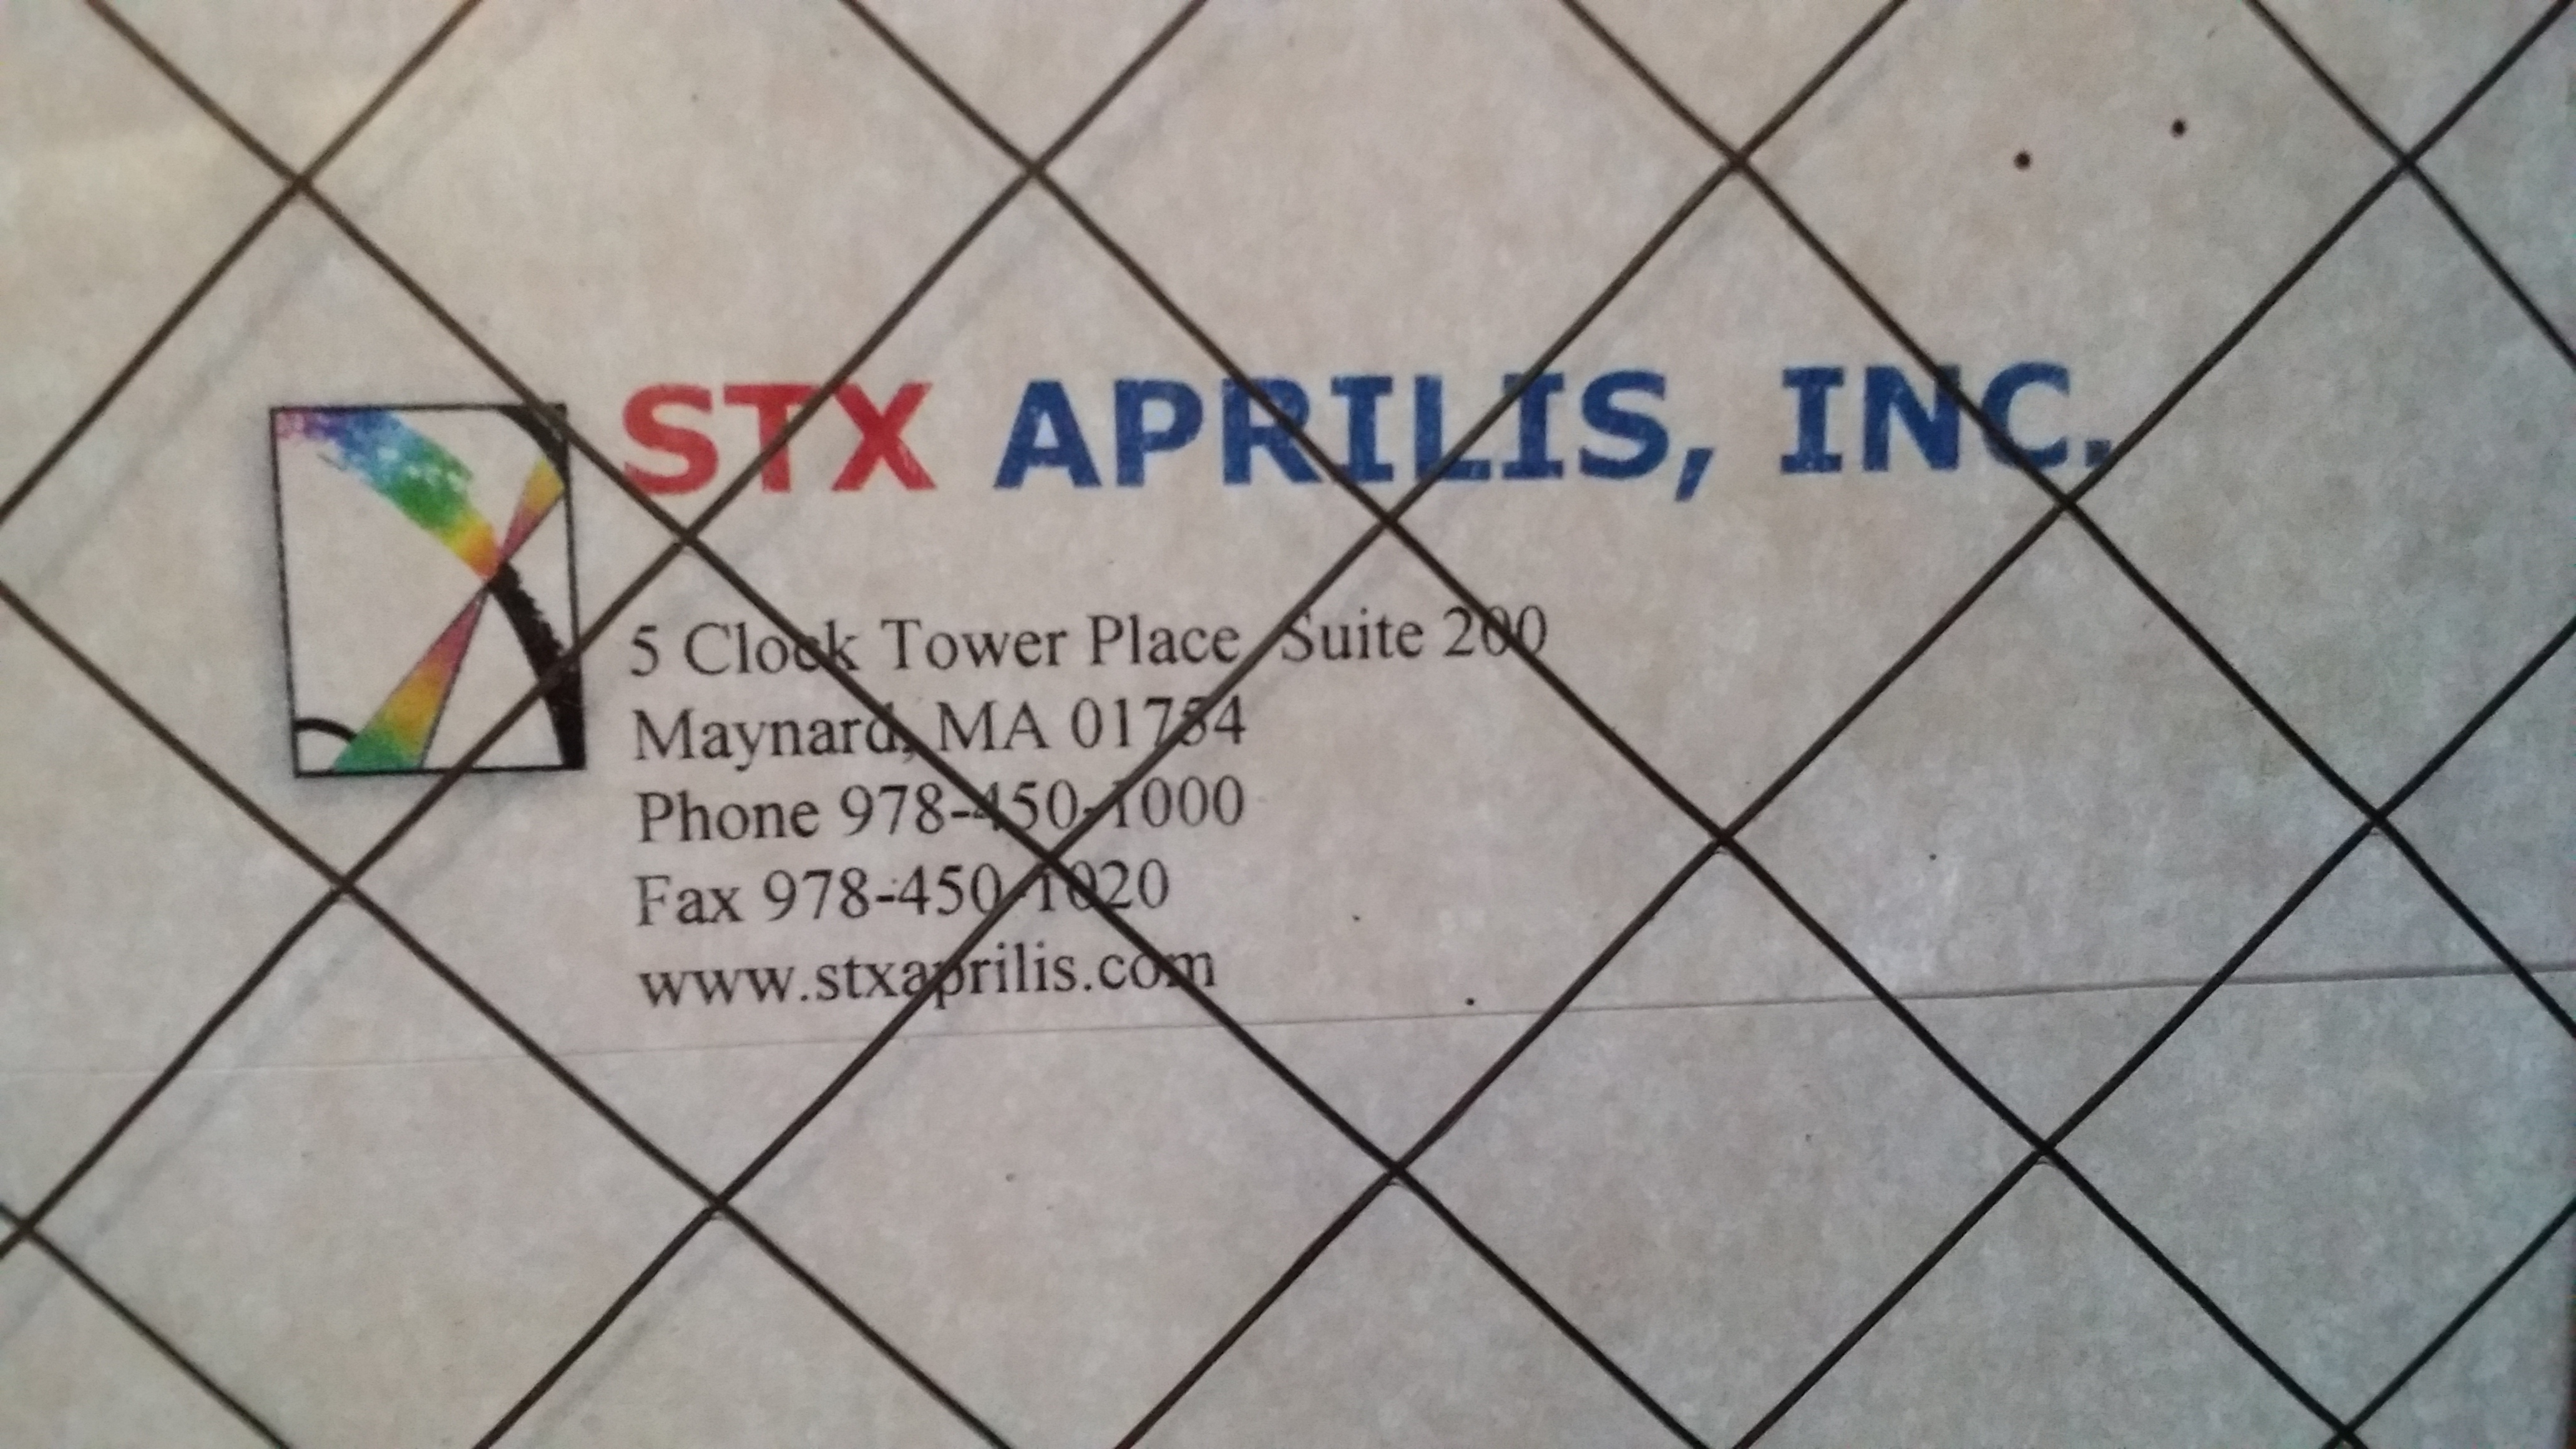 STX APRILIS, INC.
5 Clock Tower Place, Suite 200
Maynard, MA 01754
Phone 978-450-1000
Fax 978-450-1020
www.stxaprilis.com